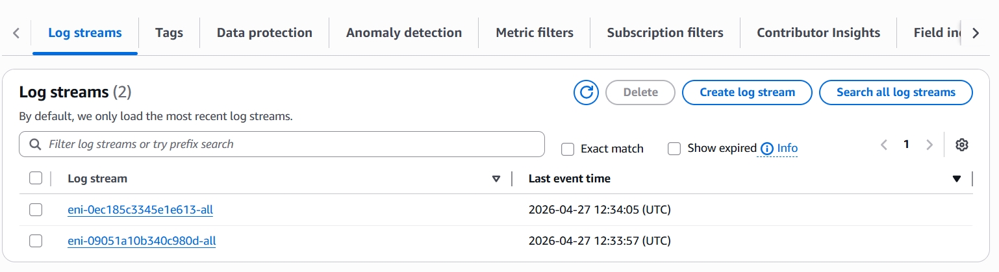 Log streams Tags Data protection Anomaly detection Metric filters Subscription filters Contributor Insights Field
Log streams (2) Delete Create log stream Search all log streams
By default, we only load the most recent log streams.
Filter log streams or try prefix search Exact match Show expired Info 1
Log stream Last event time
eni-0ec185c3345e1e613-all 2026-04-27 12:34:05 (UTC)
eni-09051a10b340c980d-all 2026-04-27 12:33:57 (UTC)